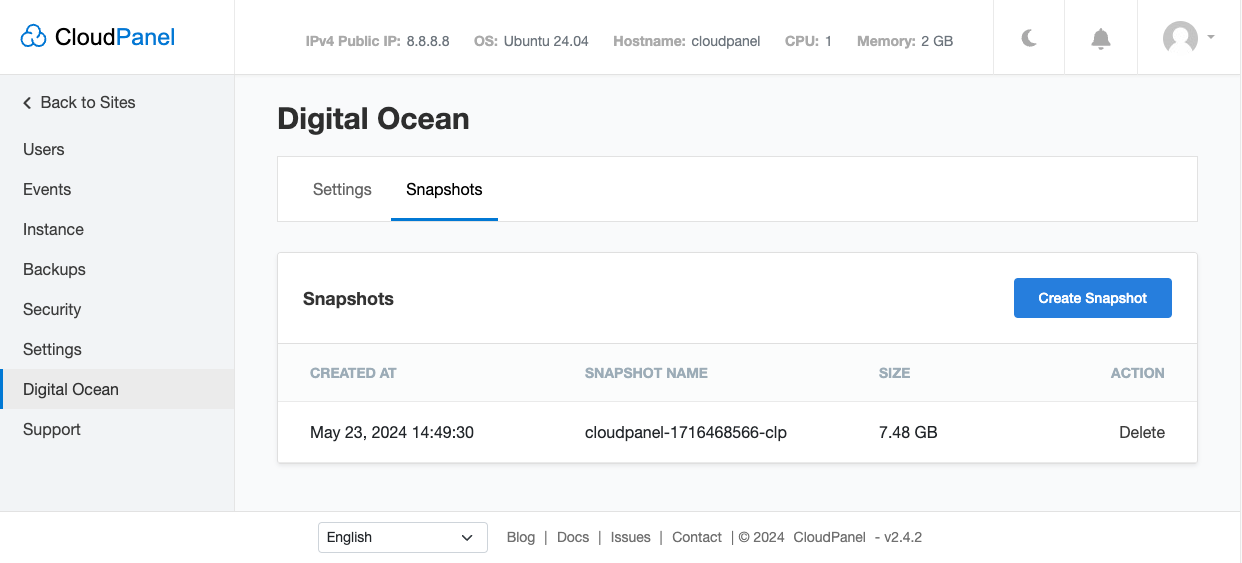 CloudPanel
IPv4 Public IP: 8.8.8.8 OS: Ubuntu 24.04 Hostname: cloudpanel CPU: 1 Memory: 2 GB
Back to Sites
Users
Events
Instance
Backups
Security
Settings
Digital Ocean
Support
Digital Ocean
Settings Snapshots
Snapshots Create Snapshot
CREATED AT SNAPSHOT NAME SIZE ACTION
May 23, 2024 14:49:30 cloudpanel-1716468566-clp 7.48 GB Delete
English Blog | Docs | Issues | Contact | © 2024 CloudPanel - v2.4.2